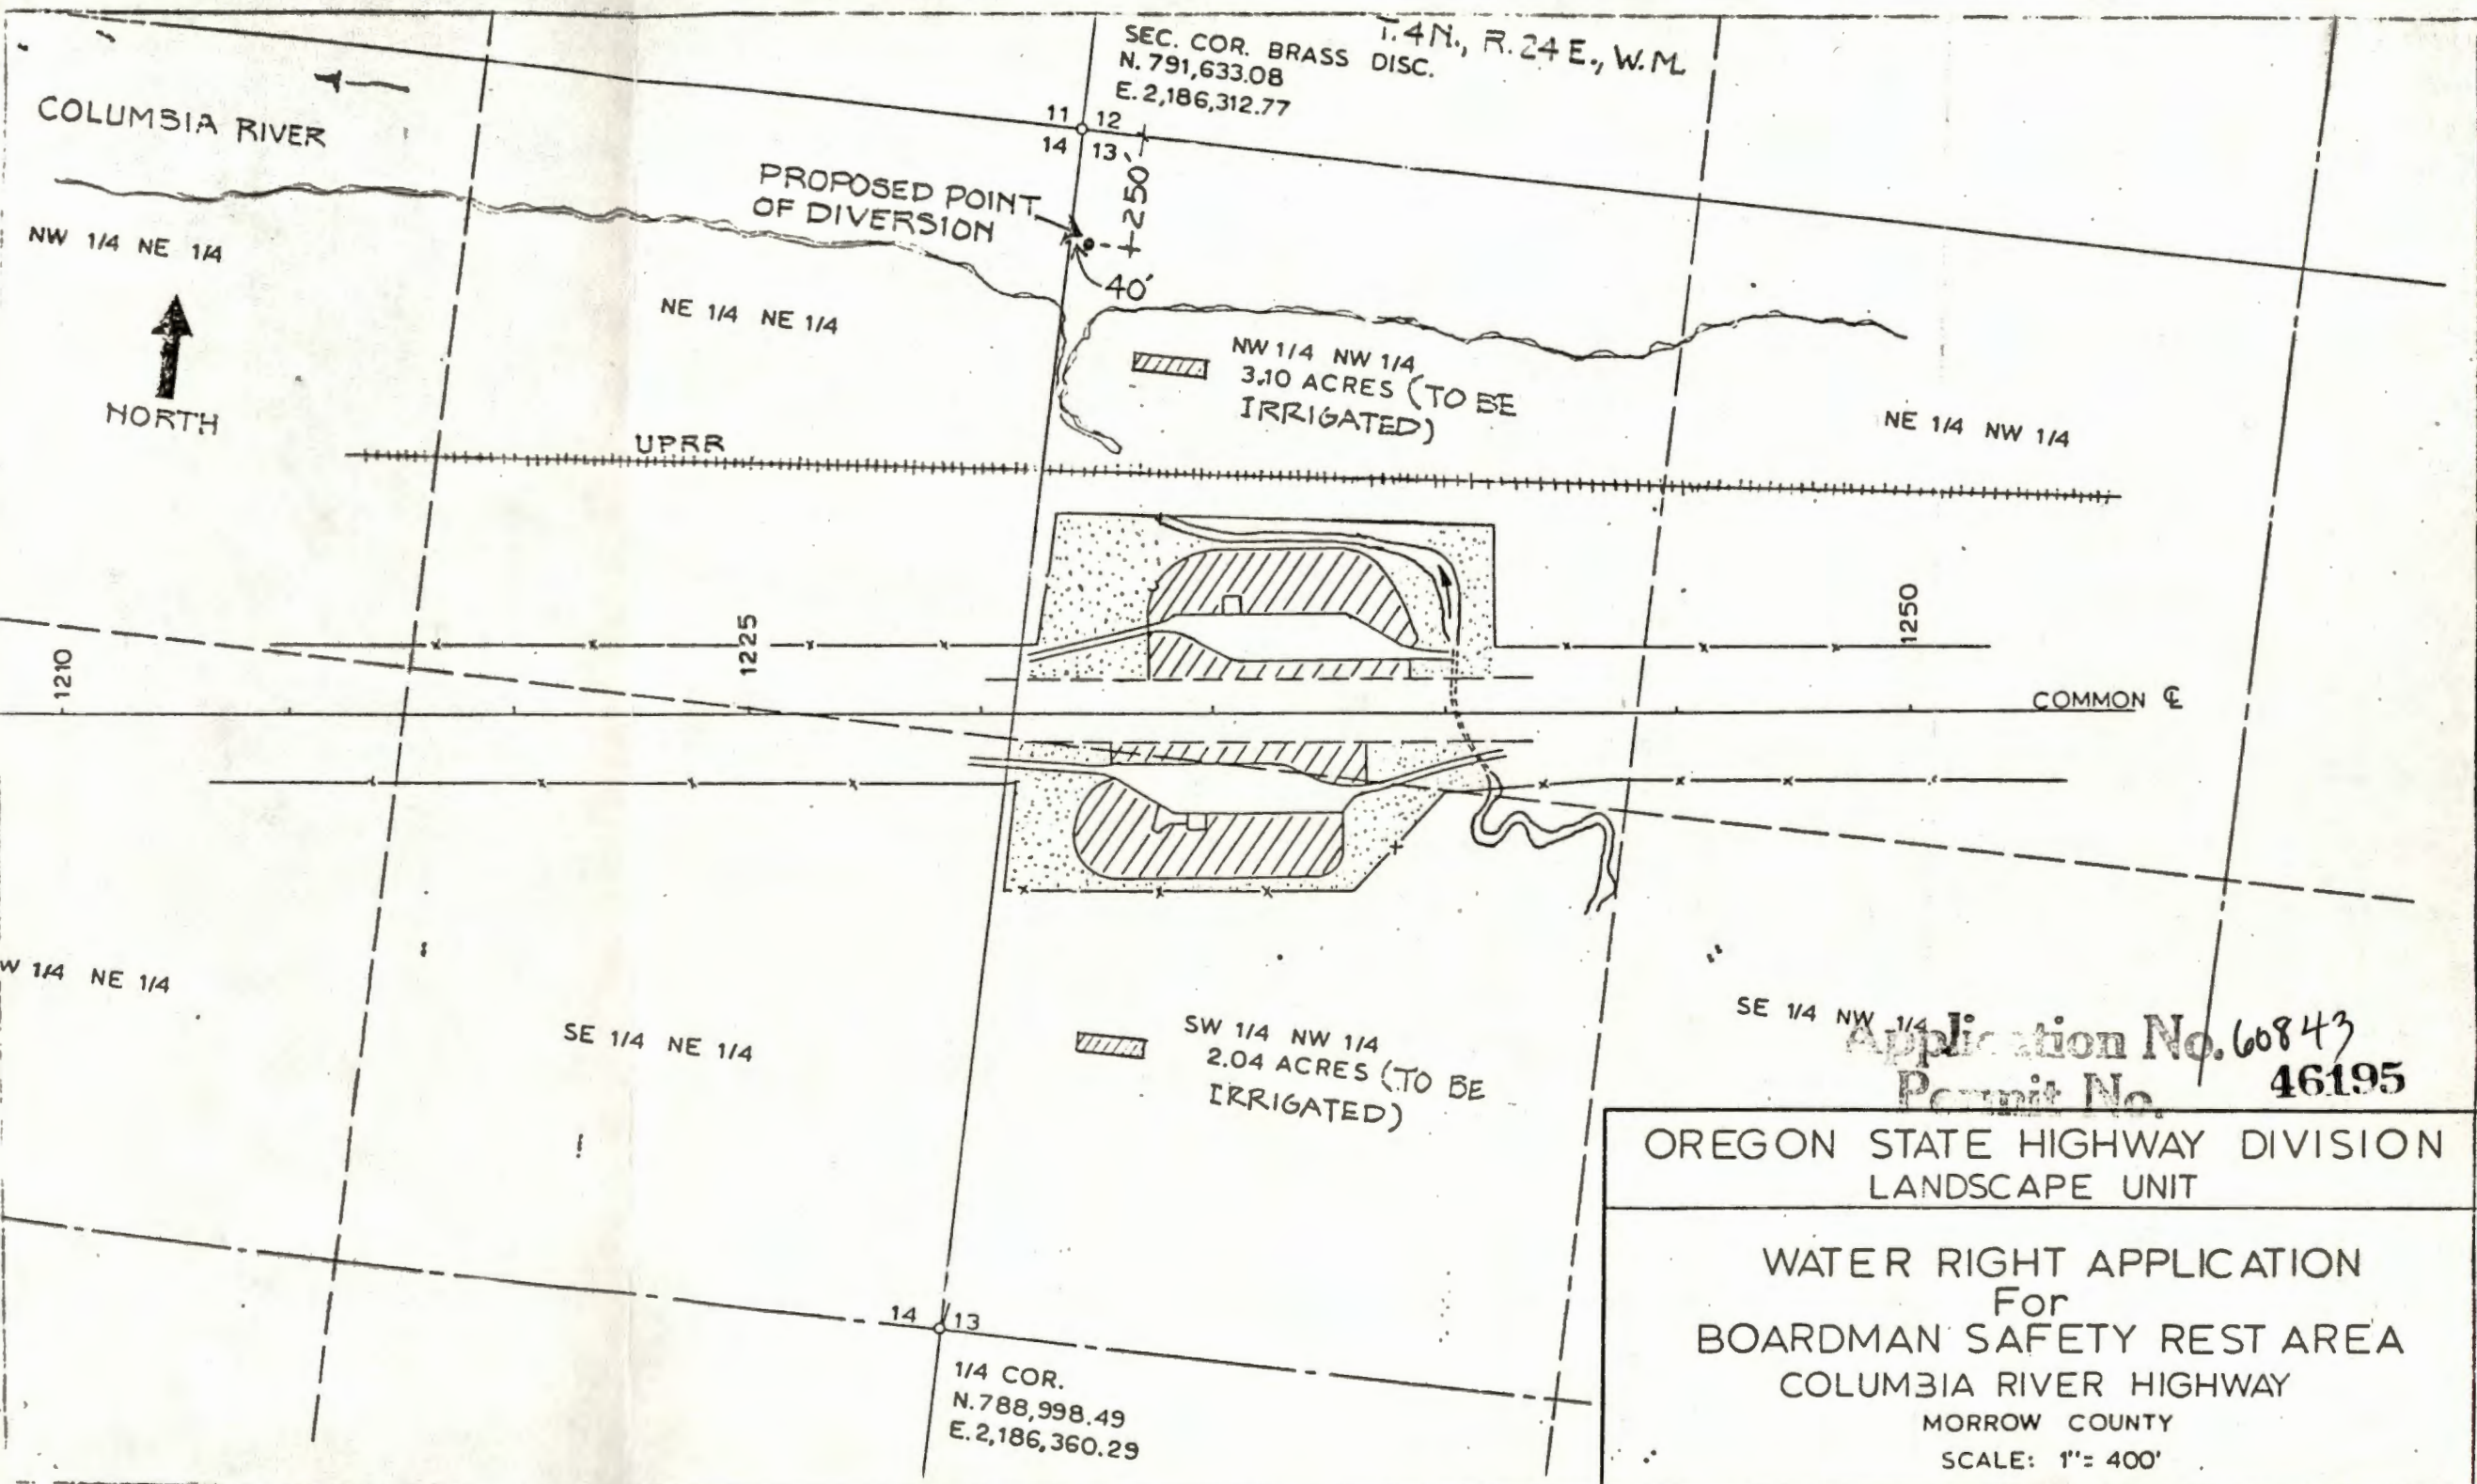 T.4N., R.24E., W.M.
SEC. COR. BRASS DISC.
N. 791,633.08
E. 2,186,312.77
COLUMBIA RIVER
11 12
14 13
250'
PROPOSED POINT
OF DIVERSION
40'
NW 1/4 NE 1/4
NE 1/4 NE 1/4
NW 1/4 NW 1/4
3.10 ACRES (TO BE
IRRIGATED)
NE 1/4 NW 1/4
NORTH
UPRR
1210
1225
1250
COMMON ℄
W 1/4 NE 1/4
SE 1/4 NE 1/4
SW 1/4 NW 1/4
2.04 ACRES (TO BE
IRRIGATED)
SE 1/4 NW 1/4
Application No. 60843
Permit No. 46195
14 13
1/4 COR.
N. 788,998.49
E. 2,186,360.29
OREGON STATE HIGHWAY DIVISION
LANDSCAPE UNIT
WATER RIGHT APPLICATION
For
BOARDMAN SAFETY REST AREA
COLUMBIA RIVER HIGHWAY
MORROW COUNTY
SCALE: 1"= 400'